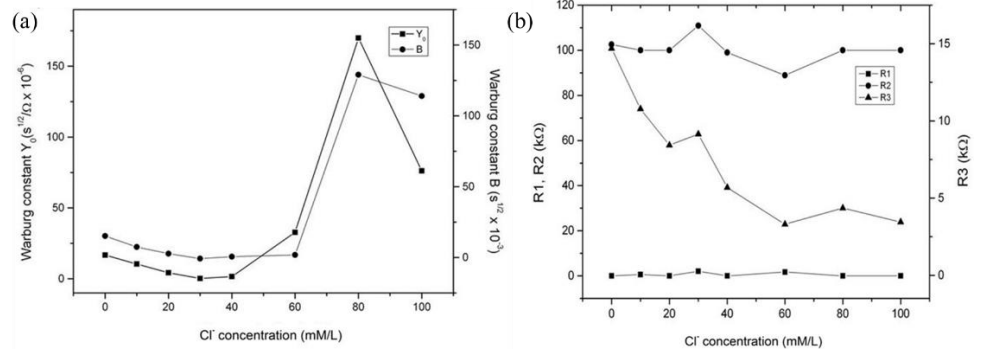 (a)
Y0
B
Warburg constant Y0(s1/2/Ω x 10-6)
150
100
50
0
Warburg constant B (s1/2 x 10-3)
150
100
50
0
0 20 40 60 80 100
Cl- concentration (mM/L)
(b)
R1
R2
R3
R1, R2 (kΩ)
120
100
80
60
40
20
0
R3 (kΩ)
15
10
5
0
0 20 40 60 80 100
Cl- concentration (mM/L)